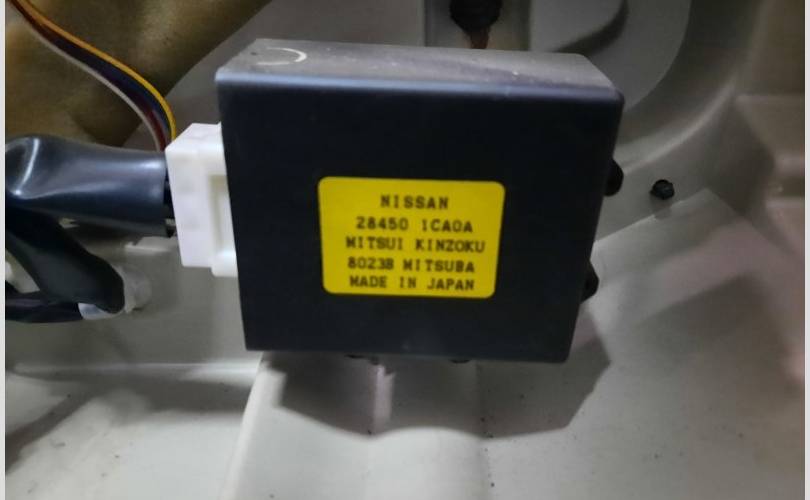 NISSAN
28450 1CA0A
MITSUI KINZOKU
8023B MITSUBA
MADE IN JAPAN